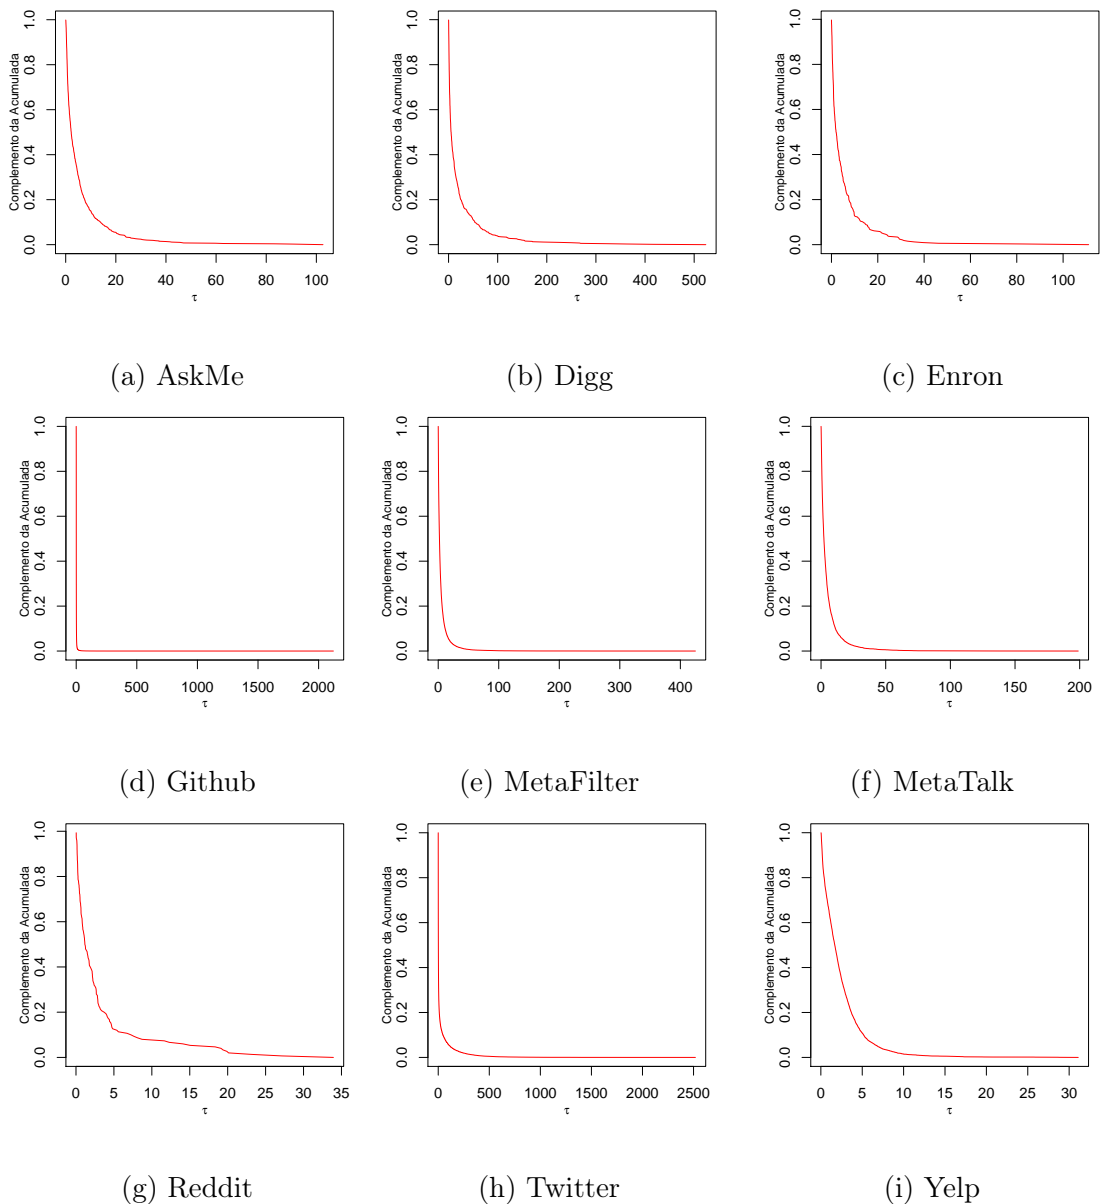 Complemento da Acumulada
0.0 0.2 0.4 0.6 0.8 1.0
0 20 40 60 80 100
τ
(a) AskMe
Complemento da Acumulada
0.0 0.2 0.4 0.6 0.8 1.0
0 100 200 300 400 500
τ
(b) Digg
Complemento da Acumulada
0.0 0.2 0.4 0.6 0.8 1.0
0 20 40 60 80 100
τ
(c) Enron
Complemento da Acumulada
0.0 0.2 0.4 0.6 0.8 1.0
0 500 1000 1500 2000
τ
(d) Github
Complemento da Acumulada
0.0 0.2 0.4 0.6 0.8 1.0
0 100 200 300 400
τ
(e) MetaFilter
Complemento da Acumulada
0.0 0.2 0.4 0.6 0.8 1.0
0 50 100 150 200
τ
(f) MetaTalk
Complemento da Acumulada
0.0 0.2 0.4 0.6 0.8 1.0
0 5 10 15 20 25 30 35
τ
(g) Reddit
Complemento da Acumulada
0.0 0.2 0.4 0.6 0.8 1.0
0 500 1000 1500 2000 2500
τ
(h) Twitter
Complemento da Acumulada
0.0 0.2 0.4 0.6 0.8 1.0
0 5 10 15 20 25 30
τ
(i) Yelp